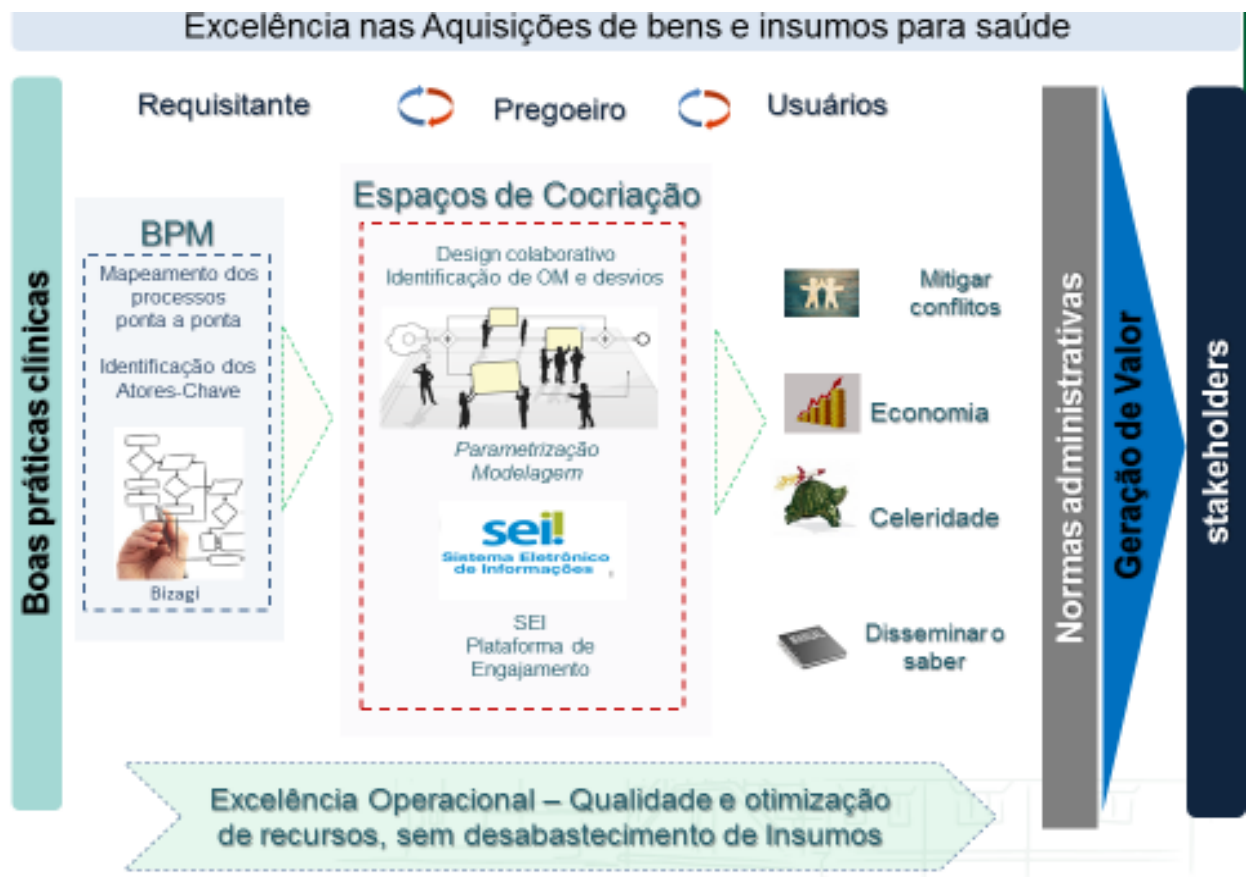 Excelência nas Aquisições de bens e insumos para saúde
Boas práticas clínicas
Requisitante
Pregoeiro
Usuários
BPM
Mapeamento dos
processos
ponta a ponta
Identificação dos
Atores-Chave
Bizagi
Espaços de Cocriação
Design colaborativo
Identificação de OM e desvios
Parametrização
Modelagem
sei!
Sistema Eletrônico
de Informações
SEI
Plataforma de
Engajamento
Mitigar
conflitos
Economia
Celeridade
MANUAL
Disseminar o
saber
Normas administrativas
Geração de Valor
stakeholders
Excelência Operacional – Qualidade e otimização
de recursos, sem desabastecimento de Insumos